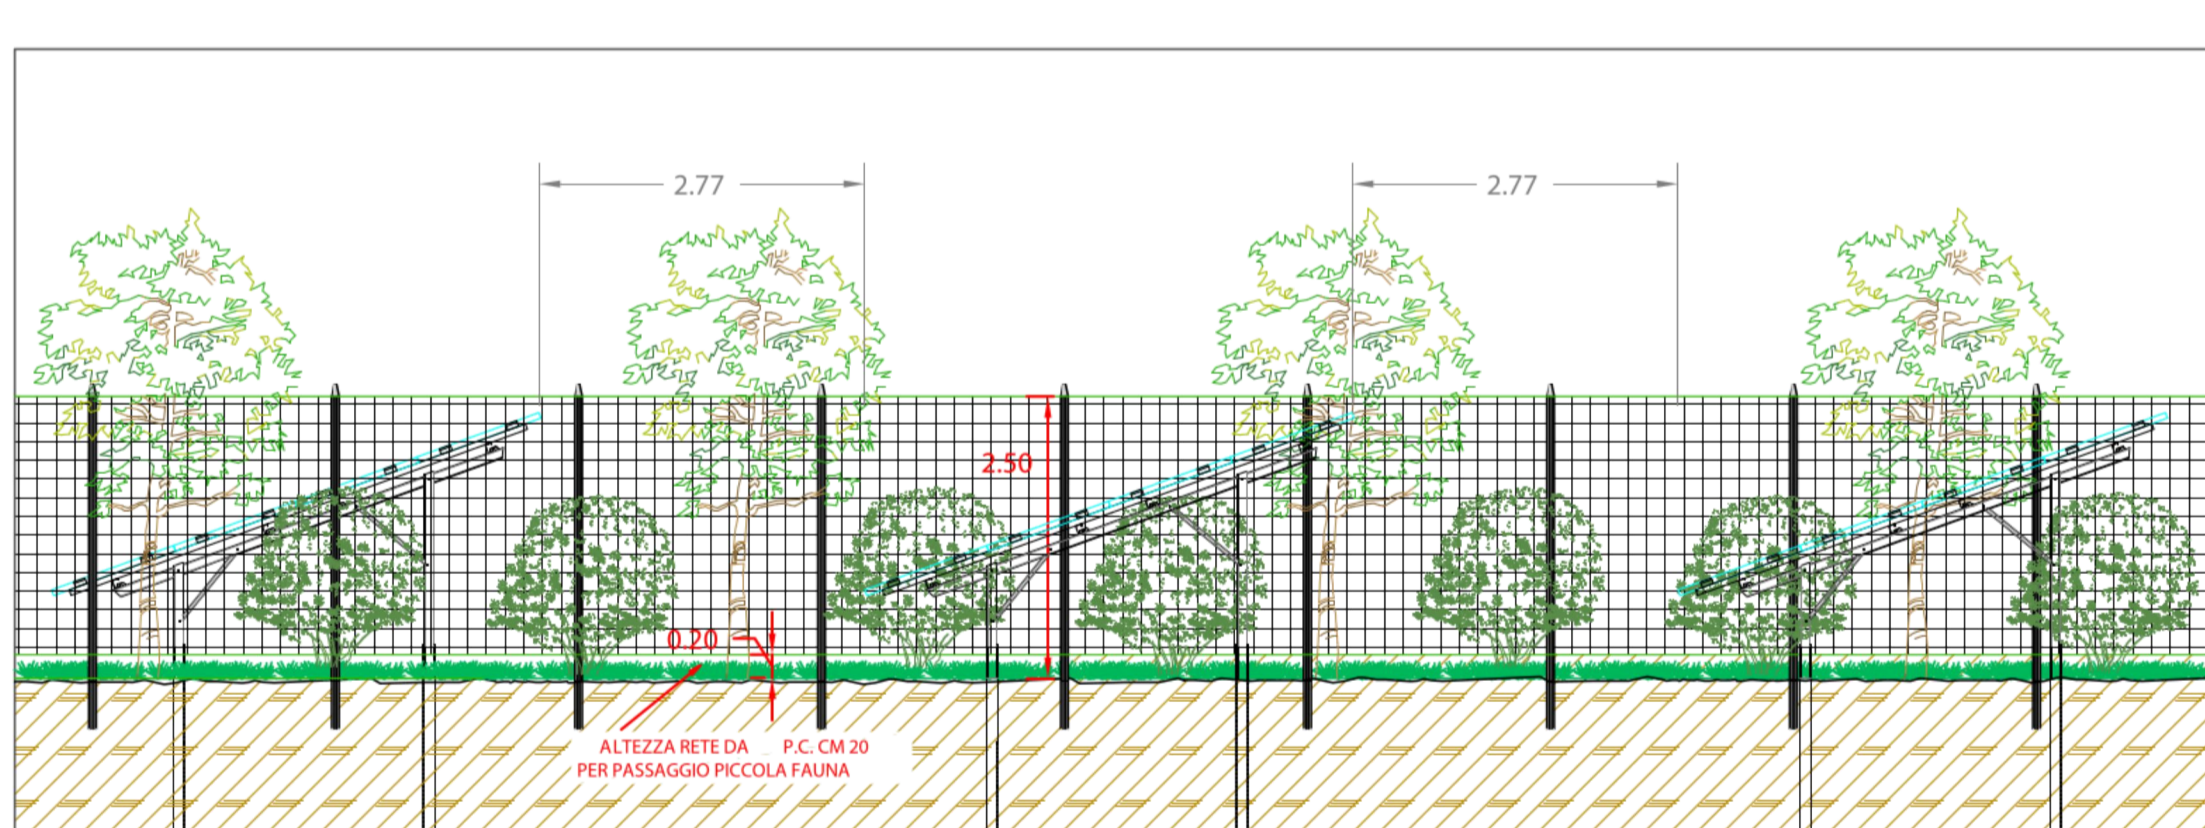 2.77
2.77
2.50
0.20
ALTEZZA RETE DA P.C. CM 20
PER PASSAGGIO PICCOLA FAUNA